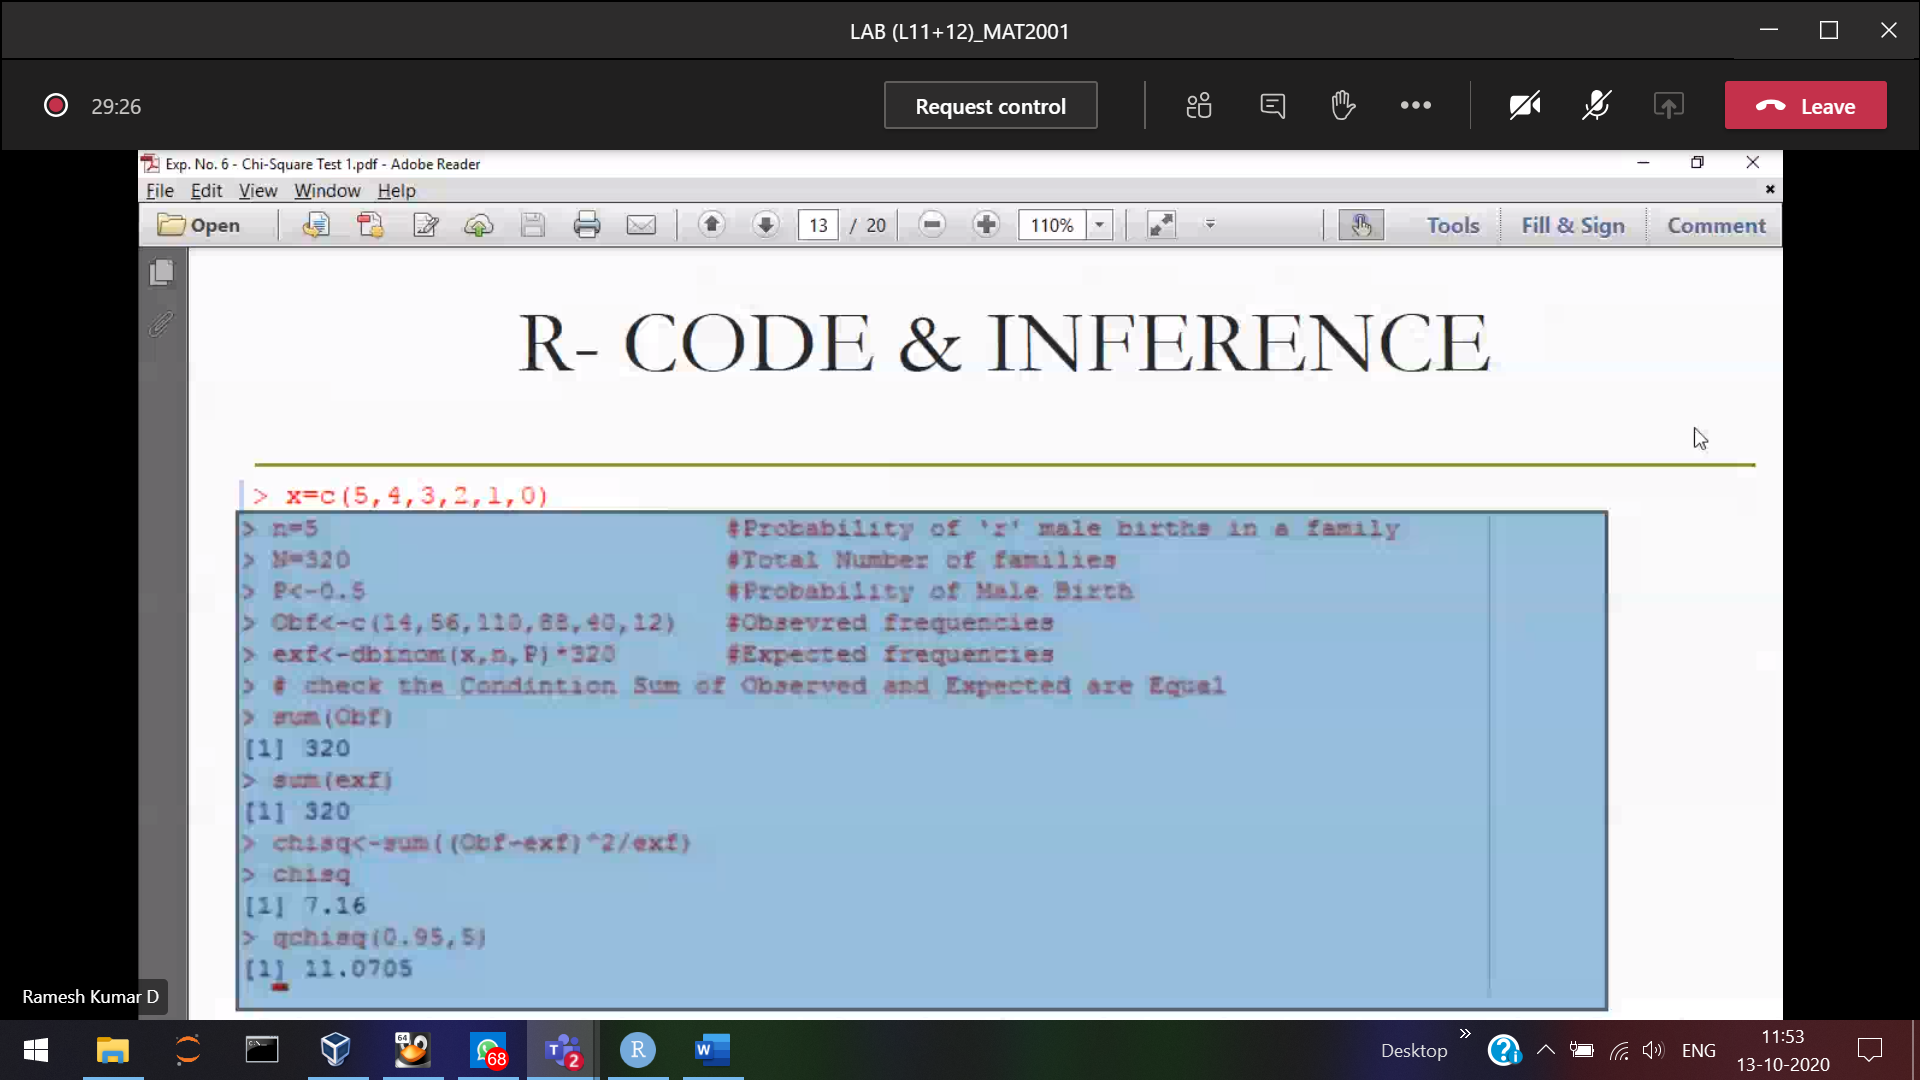 LAB (L11+12)_MAT2001
29:26
Request control
Leave
Exp. No. 6 - Chi-Square Test 1.pdf - Adobe Reader
File Edit View Window Help
Open
13 / 20
110%
Tools
Fill & Sign
Comment
R- CODE & INFERENCE
> x=c(5,4,3,2,1,0)
> n=5 #Probability of 'r' male births in a family
> N=320 #Total Number of families
> P<-0.5 #Probability of Male Birth
> Obf<-c(14,56,110,88,40,12) #Obsevred frequencies
> exf<-dbinom(x,n,P)*320 #Expected frequencies
> # check the Condintion Sum of Observed and Expected are Equal
> sum(Obf)
[1] 320
> sum(exf)
[1] 320
> chisq<-sum((Obf-exf)^2/exf)
> chisq
[1] 7.16
> qchisq(0.95,5)
[1] 11.0705
Ramesh Kumar D
64
68
T
2
R
W
Desktop
»
ENG
11:53
13-10-2020